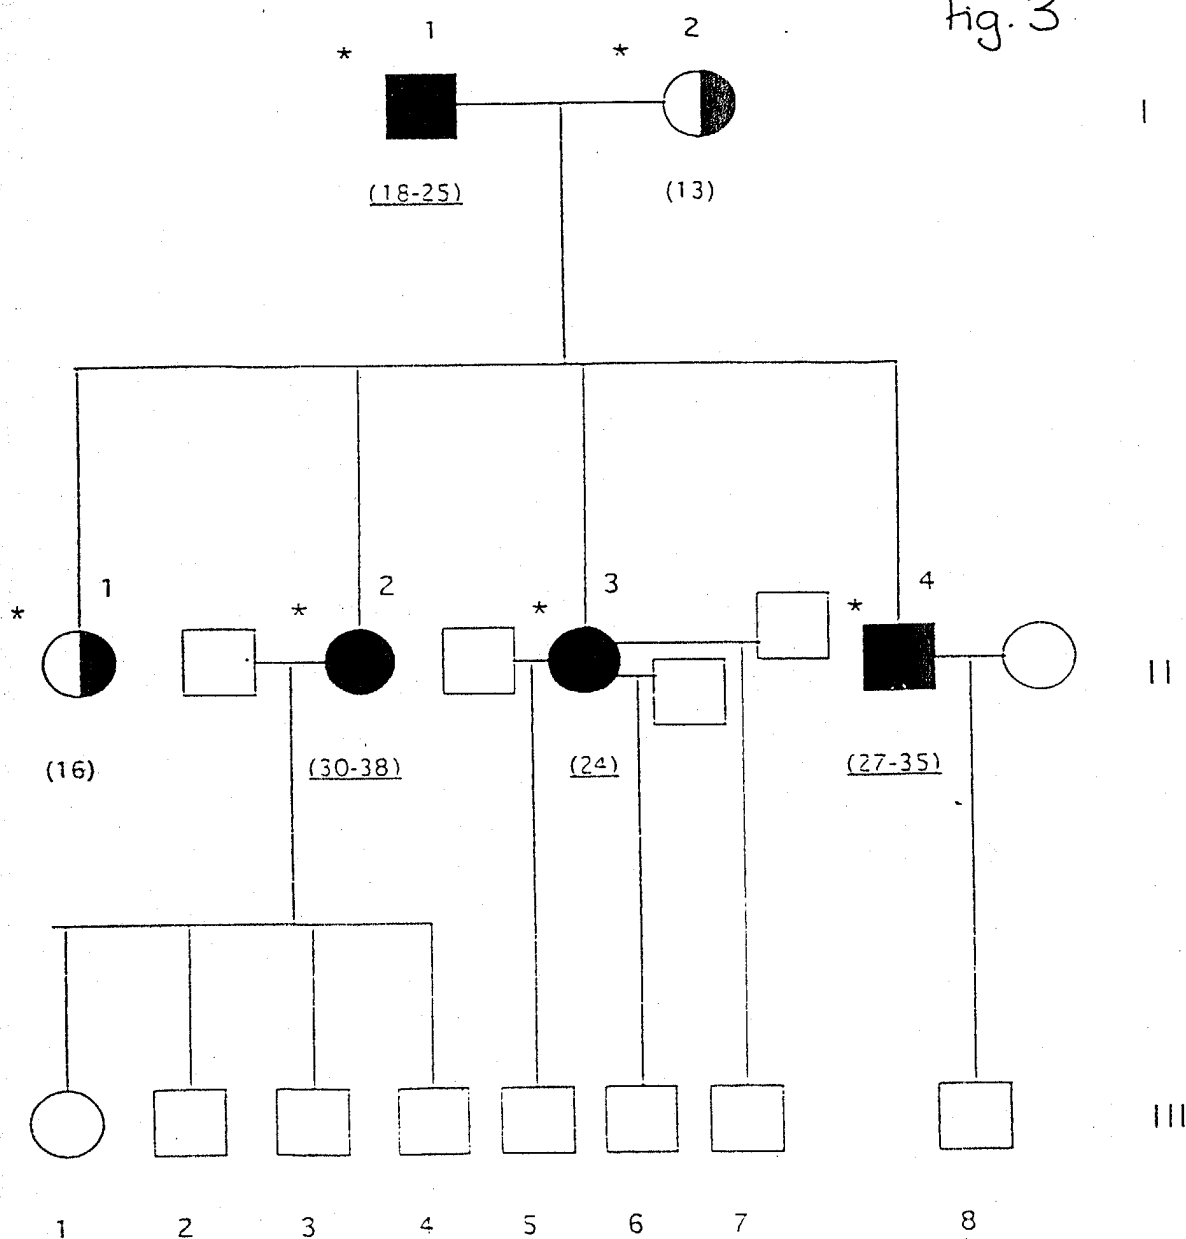 Fig. 3
1 2
* *
I
(18-25) (13)
1 2 3 4
* * * *
II
(16) (30-38) (24) (27-35)
III
1 2 3 4 5 6 7 8